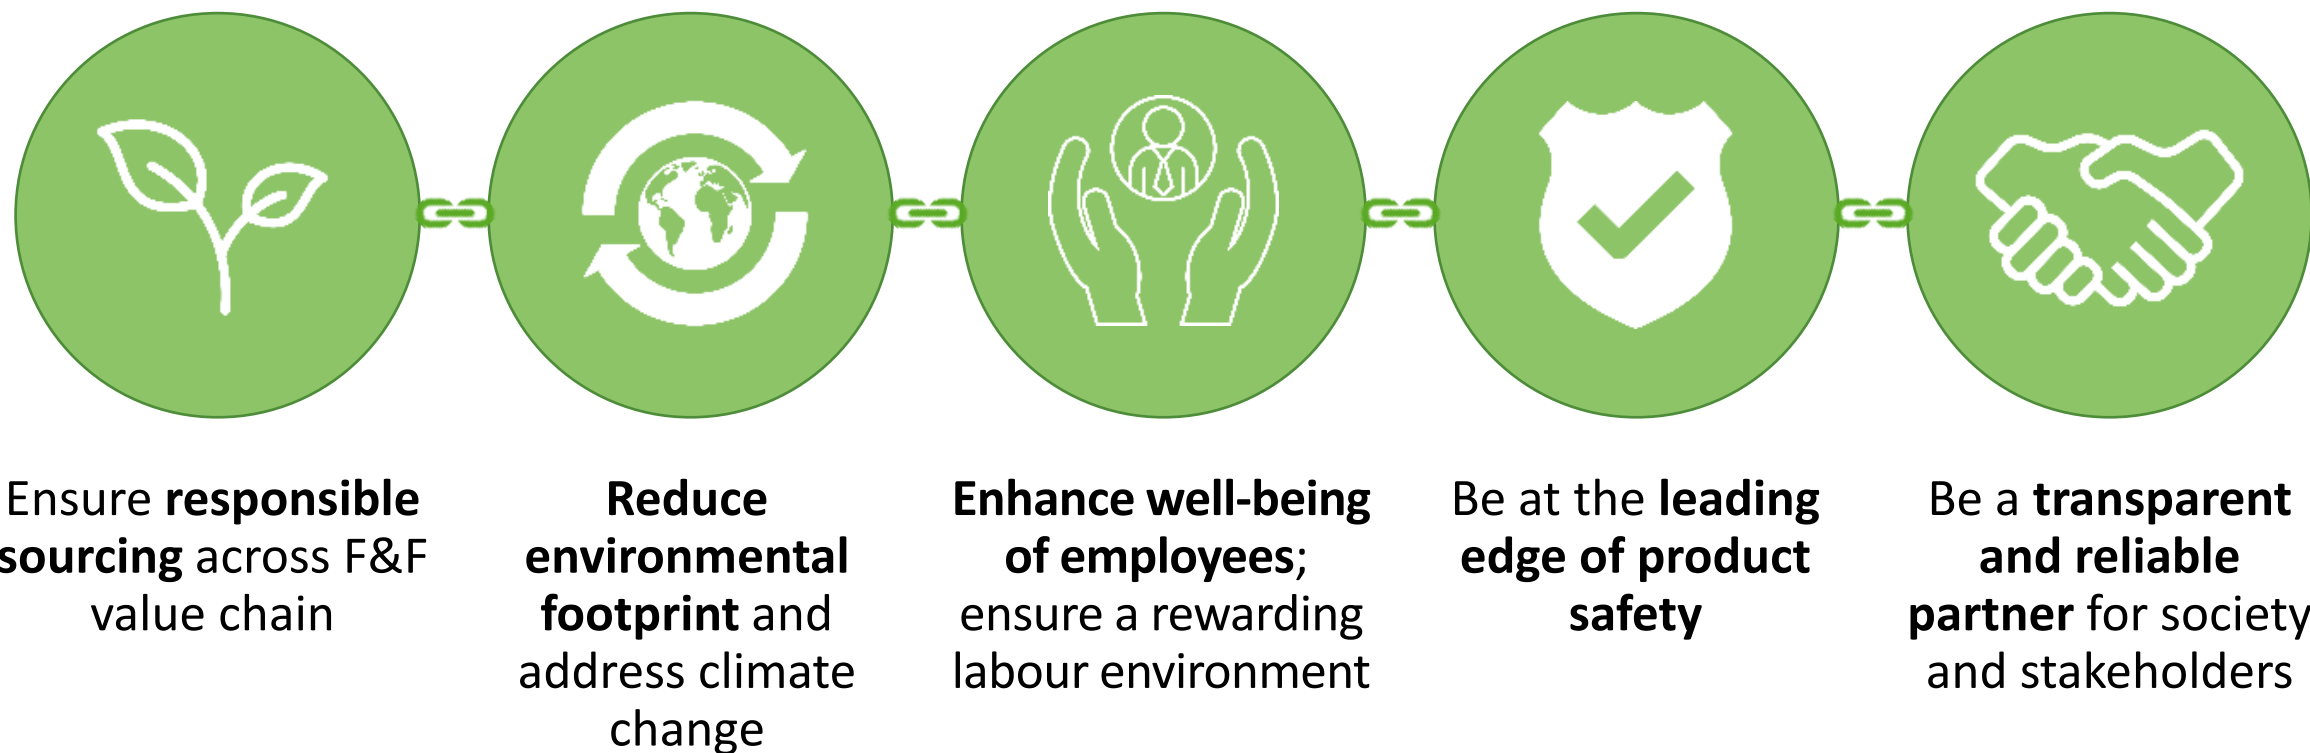 Ensure responsible
sourcing across F&F
value chain
Reduce
environmental
footprint and
address climate
change
Enhance well-being
of employees;
ensure a rewarding
labour environment
Be at the leading
edge of product
safety
Be a transparent
and reliable
partner for society
and stakeholders